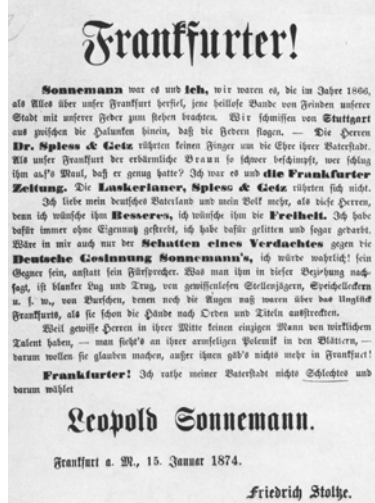 Frankfurter!
Sonnemann war es und ich, wir waren es, die im Jahre 1866,
als Alles über unser Frankfurt herfiel, jene heillose Bande von Feinden unserer
Stadt mit unserer Feder zum stehen brachten. Wir schmissen von Stuttgart
aus zwischen die Halunken hinein, daß die Federn flogen. — Die Herren
Dr. Spiess & Getz rührten keinen Finger um die Ehre ihrer Vaterstadt.
Als unser Frankfurt der erbärmliche Braun so schwer beschimpft, wer schlug
ihm auf's Maul, daß er genug hatte? Ich war es und die Frankfurter
Zeitung. Die Laskerianer, Spiess & Getz rührten sich nicht.
Ich liebe mein deutsches Vaterland und mein Volk mehr, als diese Herren,
denn ich wünsche ihm Besseres, ich wünsche ihm die Freiheit. Ich habe
dafür immer ohne Eigennutz gestrebt, ich habe dafür gelitten und sogar gedarbt.
Wäre in mir auch nur der Schatten eines Verdachtes gegen die
Deutsche Gesinnung Sonnemann's, ich würde wahrlich! sein
Gegner sein, anstatt sein Fürsprecher. Was man ihm in dieser Beziehung nach-
sagt, ist blanker Lug und Trug, von gewissenlosen Stellenjägern, Speichelleckern
u. s. w., von Burschen, denen noch die Augen naß waren über das Unglück
Frankfurts, als sie schon die Hände nach Orden und Titeln ausstreckten.
Weil gewisse Herren in ihrer Mitte keinen einzigen Mann von wirklichem
Talent haben, — man sieht's an ihrer armseligen Polemik in den Blättern, —
darum wollen sie glauben machen, außer ihnen gäb's nichts mehr in Frankfurt!
Frankfurter! Ich rathe meiner Vaterstadt nichts Schlechtes und
darum wählet
Leopold Sonnemann.
Frankfurt a. M., 15. Januar 1874.
Friedrich Stoltze.